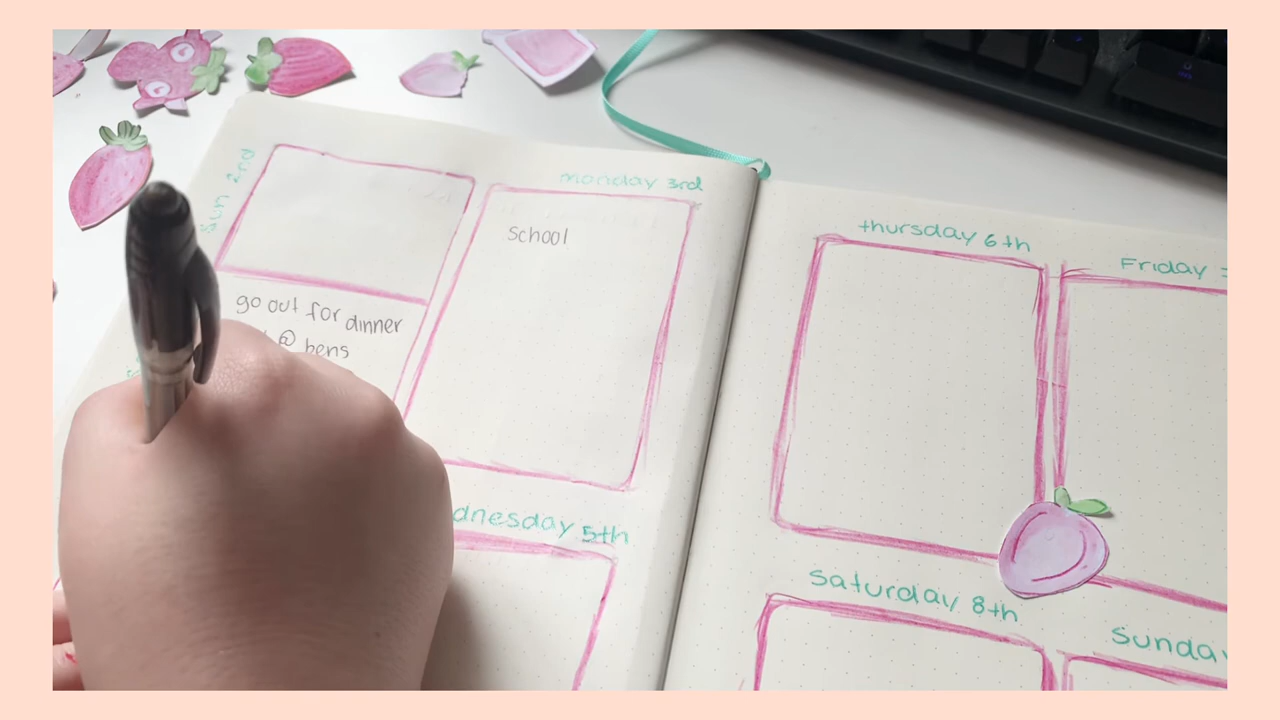 Sun 2nd
monday 3rd
School
go out for dinner
@ bens
dnesday 5th
thursday 6th
Friday
Saturday 8th
Sunday